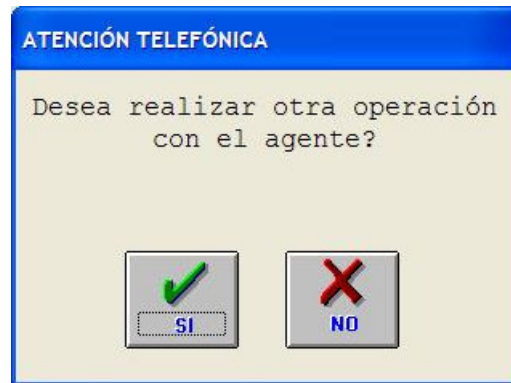 ATENCIÓN TELEFÓNICA
Desea realizar otra operación
con el agente?
SI
NO